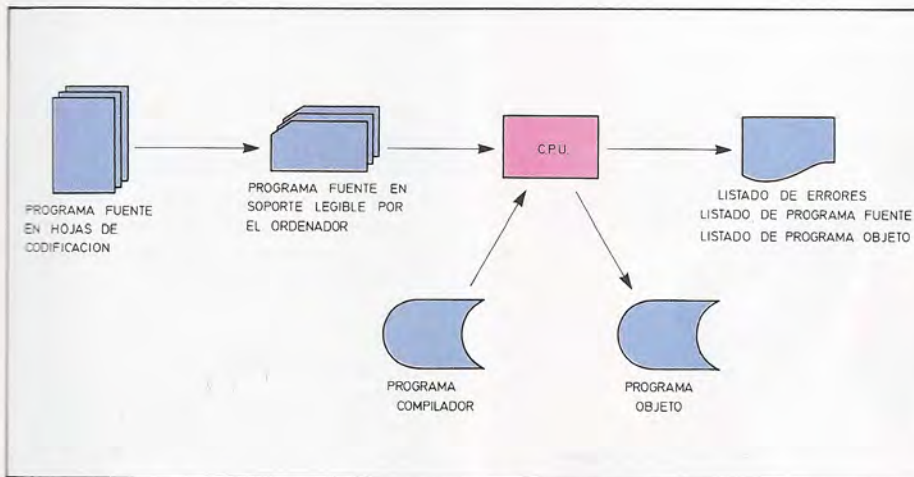 PROGRAMA FUENTE
EN HOJAS DE
CODIFICACION
PROGRAMA FUENTE EN
SOPORTE LEGIBLE POR
EL ORDENADOR
C.P.U.
LISTADO DE ERRORES
LISTADO DE PROGRAMA FUENTE
LISTADO DE PROGRAMA OBJETO
PROGRAMA
COMPILADOR
PROGRAMA
OBJETO